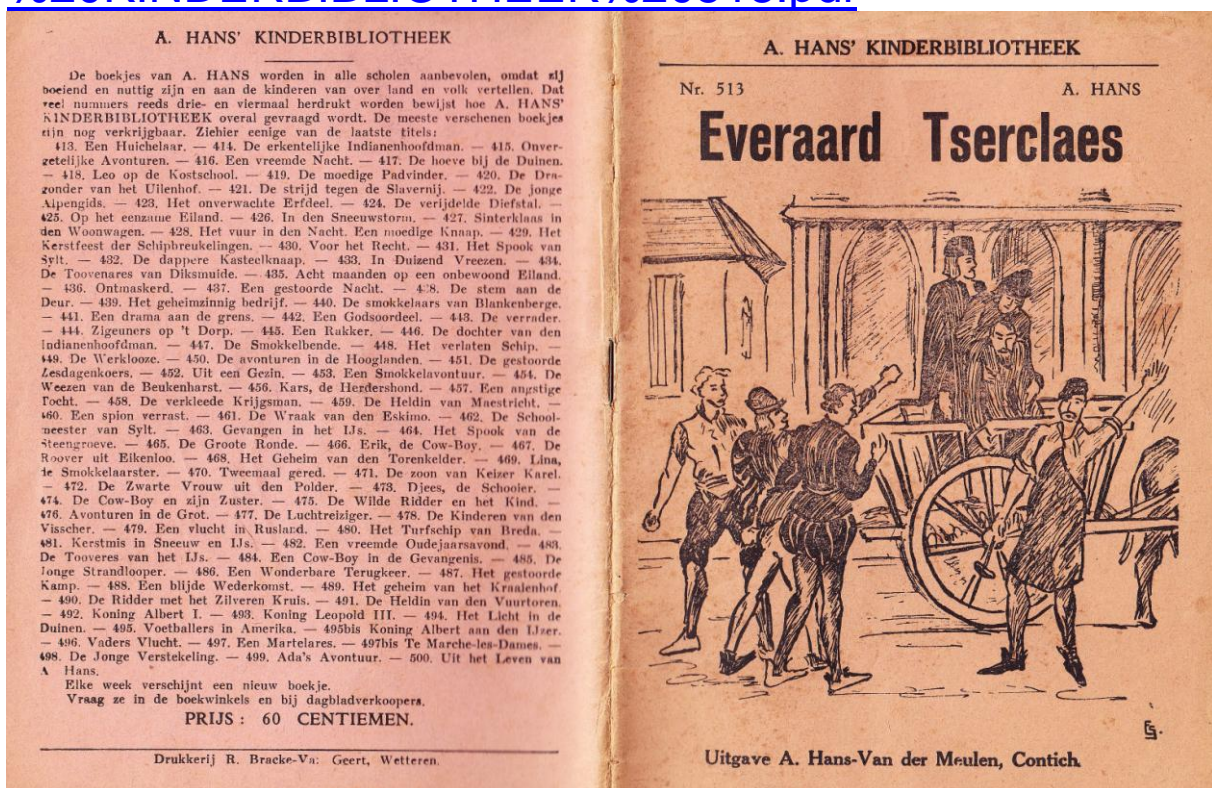 %20KINDERBIBLIOTHEEK%20513.pdf
A. HANS' KINDERBIBLIOTHEEK
De boekjes van A. HANS worden in alle scholen aanbevolen, omdat zij
boeiend en nuttig zijn en aan de kinderen van over land en volk vertellen. Dat
veel nummers reeds drie- en viermaal herdrukt worden bewijst hoe A. HANS'
KINDERBIBLIOTHEEK overal gevraagd wordt. De meeste verschenen boekjes
zijn nog verkrijgbaar. Ziehier eenige van de laatste titels:
413. Een Huichelaar. — 414. De erkentelijke Indianenhoofdman. — 415. Onver-
getelijke Avonturen. — 416. Een vreemde Nacht. — 417. De hoeve bij de Duinen.
— 418. Leo op de Kostschool. — 419. De moedige Padvinder. — 420. De Dra-
zonder van het Uilenhof. — 421. De strijd tegen de Slavernij. — 422. De jonge
Alpengids. — 423. Het onverwachte Erfdeel. — 424. De verijdelde Diefstal. —
425. Op het eenzame Eiland. — 426. In den Sneeuwstorm. — 427. Sinterklaas in
den Woonwagen. — 428. Het vuur in den Nacht. Een moedige Knaap. — 429. Het
Kerstfeest der Schipbreukelingen. — 430. Voor het Recht. — 431. Het Spook van
Sylt. — 432. De dappere Kasteelknaap. — 433. In Duizend Vreezen. — 434.
De Toovenares van Diksmuide. — 435. Acht maanden op een onbewoond Eiland.
— 436. Ontmaskerd. — 437. Een gestoorde Nacht. — 438. De stem aan de
Deur. — 439. Het geheimzinnig bedrijf. — 440. De smokkelaars van Blankenberge.
— 441. Een drama aan de grens. — 442. Een Godsoordeel. — 443. De verrader.
— 444. Zigeuners op 't Dorp. — 445. Een Rakker. — 446. De dochter van den
Indianenhoofdman. — 447. De Smokkelbende. — 448. Het verlaten Schip. —
449. De Werklooze. — 450. De avonturen in de Hooglanden. — 451. De gestoorde
Zesdagenkoers. — 452. Uit een Gezin. — 453. Een Smokkelavontuur. — 454. De
Weezen van de Beukenharst. — 456. Kars, de Herdershond. — 457. Een angstige
Tocht. — 458. De verkleede Krijgsman. — 459. De Heldin van Maestricht. —
460. Een spion verrast. — 461. De Wraak van den Eskimo. — 462. De School-
meester van Sylt. — 463. Gevangen in het IJs. — 464. Het Spook van de
Steengroeve. — 465. De Groote Ronde. — 466. Erik, de Cow-Boy. — 467. De
Roover uit Eikenloo. — 468. Het Geheim van den Torenkelder. — 469. Lina,
de Smokkelaarster. — 470. Tweemaal gered. — 471. De zoon van Keizer Karel.
— 472. De Zwarte Vrouw uit den Polder. — 473. Djees, de Schooier. —
474. De Cow-Boy en zijn Zuster. — 475. De Wilde Ridder en het Kind. —
476. Avonturen in de Grot. — 477. De Luchtreiziger. — 478. De Kinderen van den
Visscher. — 479. Een vlucht in Rusland. — 480. Het Turfschip van Breda. —
481. Kerstmis in Sneeuw en IJs. — 482. Een vreemde Oudejaarsavond. — 483.
De Tooveres van het IJs. — 484. Een Cow-Boy in de Gevangenis. — 485. De
Jonge Strandlooper. — 486. Een Wonderbare Terugkeer. — 487. Het gestoorde
Kamp. — 488. Een blijde Wederkomst. — 489. Het geheim van het Kraaienhof.
— 490. De Ridder met het Zilveren Kruis. — 491. De Heldin van den Vuurtoren.
— 492. Koning Albert I. — 493. Koning Leopold III. — 494. Het Licht in de
Duinen. — 495. Voetballers in Amerika. — 495bis Koning Albert aan den IJzer.
— 496. Vaders Vlucht. — 497. Een Martelares. — 497bis Te Marche-les-Dames. —
498. De Jonge Verstekeling. — 499. Ada's Avontuur. — 500. Uit het Leven van
A Hans.
Elke week verschijnt een nieuw boekje.
Vraag ze in de boekwinkels en bij dagbladverkoopers.
PRIJS : 60 CENTIEMEN.
Drukkerij R. Bracke-Va: Geert, Wetteren.
A. HANS' KINDERBIBLIOTHEEK
Nr. 513 A. HANS
Everaard Tserclaes
Uitgave A. Hans-Van der Meulen, Contich.